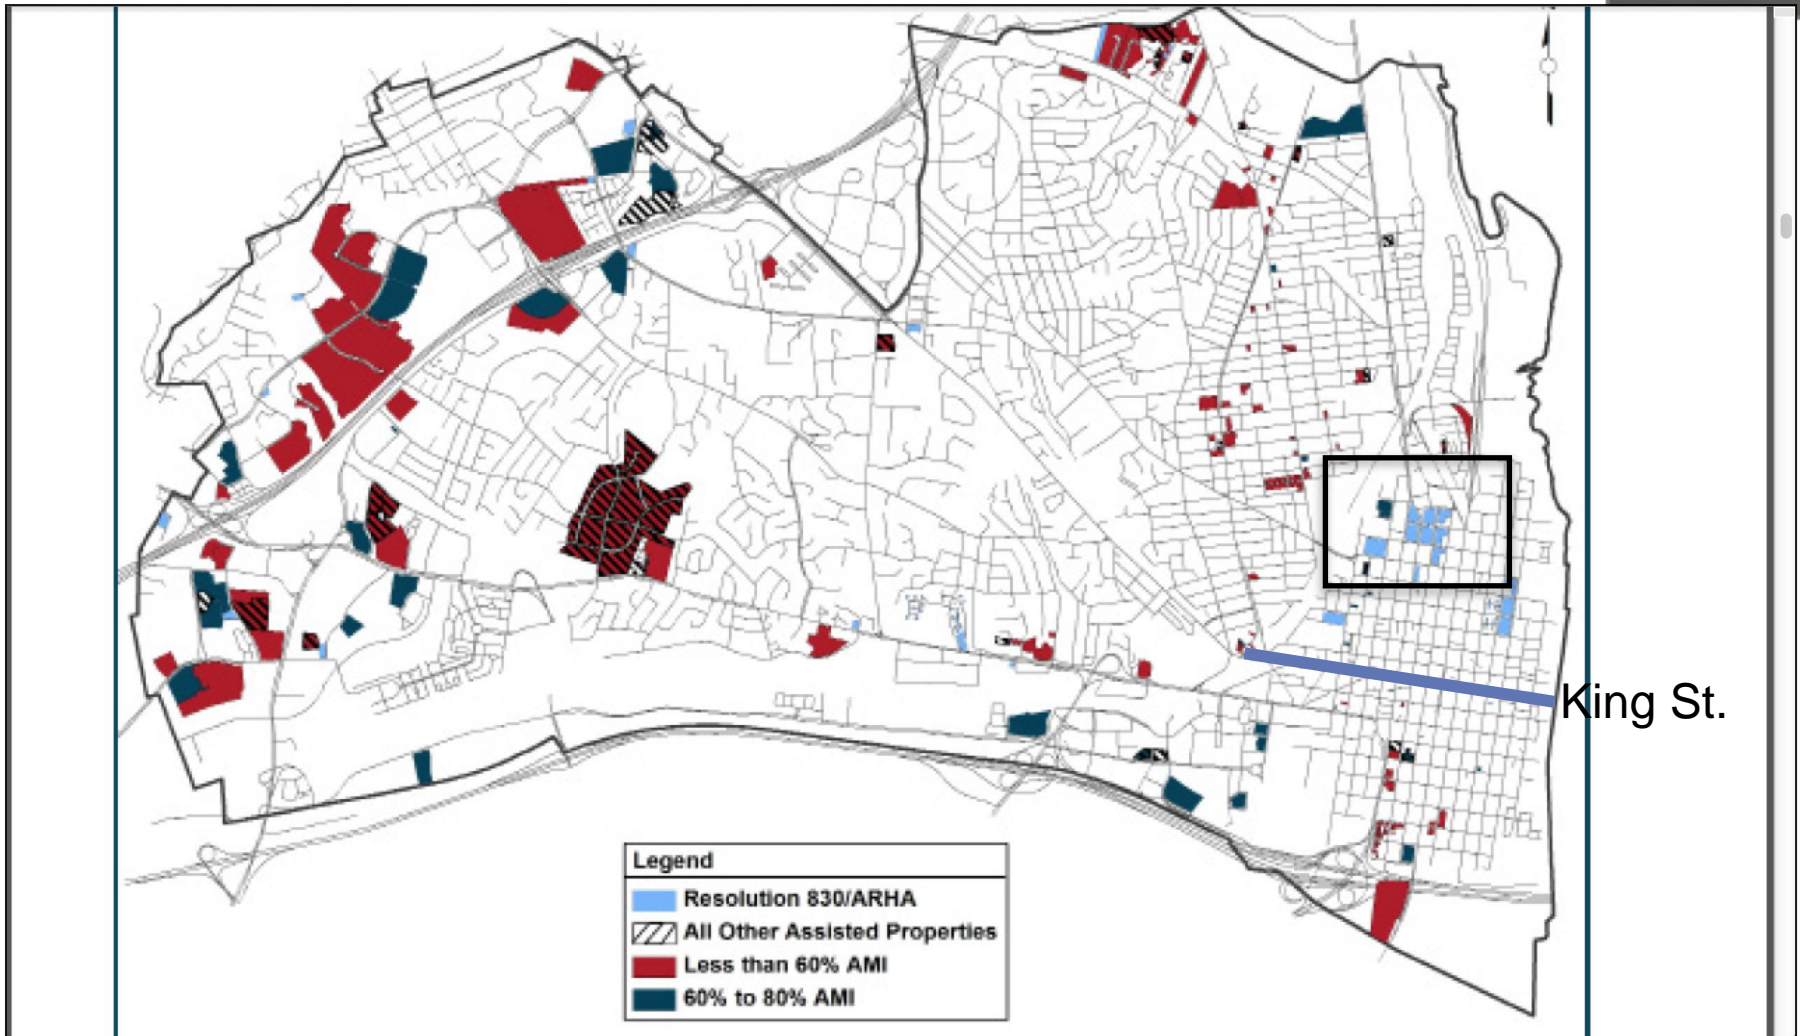 King St.
Legend
Resolution 830/ARHA
All Other Assisted Properties
Less than 60% AMI
60% to 80% AMI